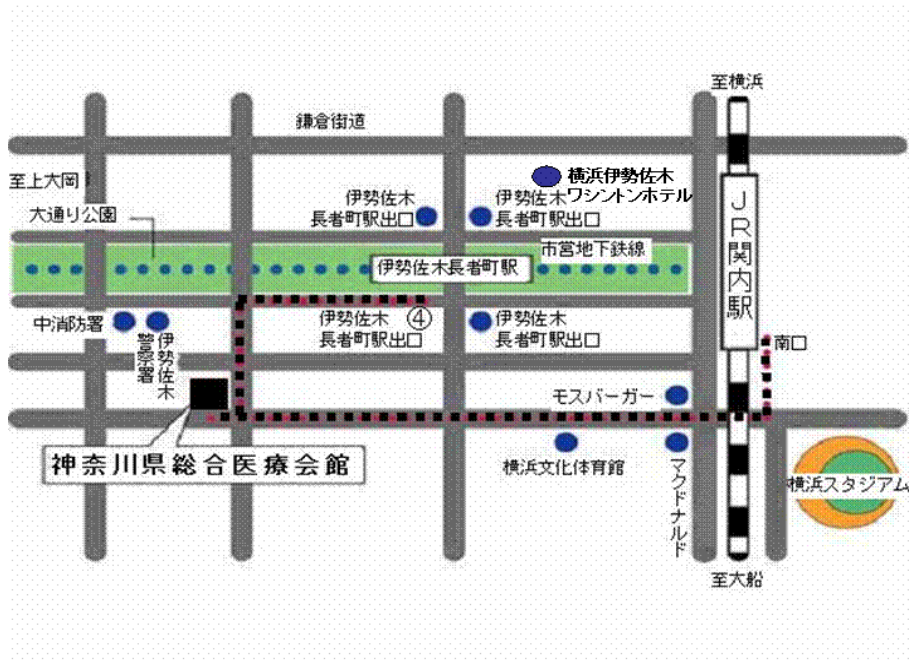 至横浜
鎌倉街道
至上大岡
横浜伊勢佐木
ワシントンホテル
伊勢佐木
長者町駅出口
伊勢佐木
長者町駅出口
大通り公園
市営地下鉄線
伊勢佐木長者町駅
JR関内駅
中消防署
伊勢佐木
警察署
伊勢佐木
長者町駅出口
④
伊勢佐木
長者町駅出口
南口
モスバーガー
神奈川県総合医療会館
横浜文化体育館
マクドナルド
横浜スタジアム
至大船